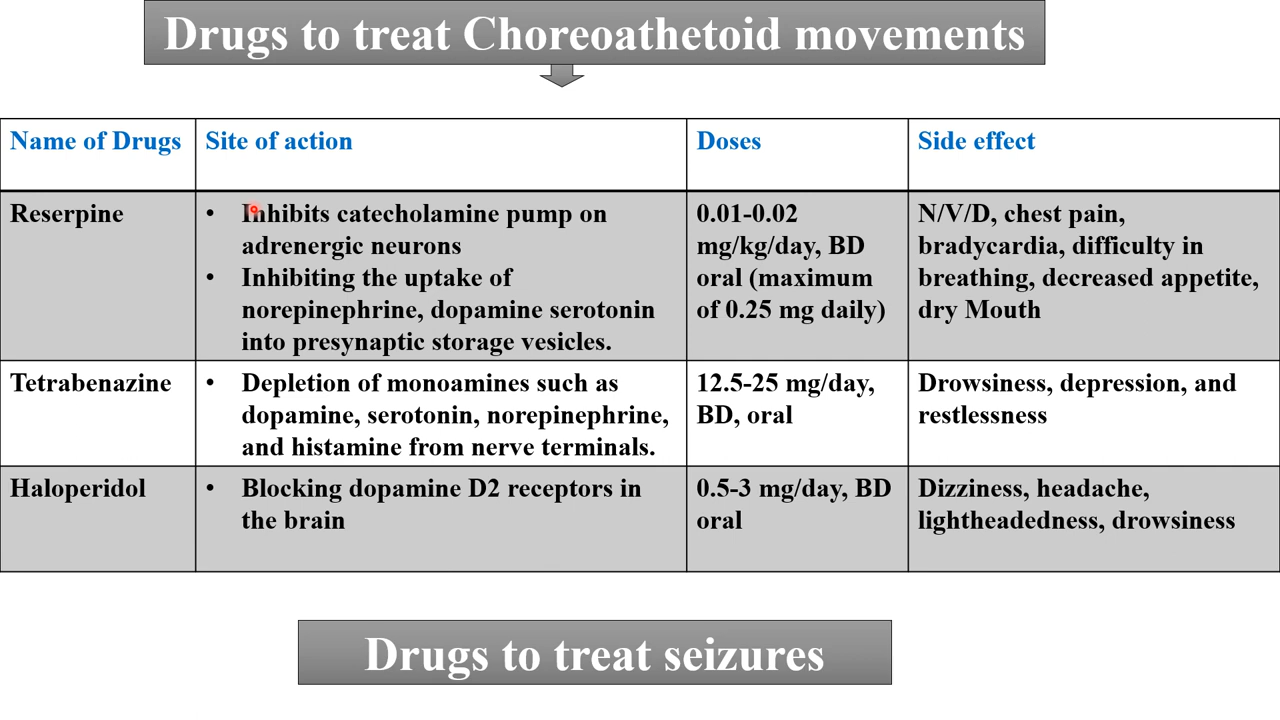 Drugs to treat Choreoathetoid movements
Name of Drugs
Site of action
Doses
Side effect
Reserpine
• Inhibits catecholamine pump on
adrenergic neurons
• Inhibiting the uptake of
norepinephrine, dopamine serotonin
into presynaptic storage vesicles.
0.01-0.02
mg/kg/day, BD
oral (maximum
of 0.25 mg daily)
N/V/D, chest pain,
bradycardia, difficulty in
breathing, decreased appetite,
dry Mouth
Tetrabenazine
• Depletion of monoamines such as
dopamine, serotonin, norepinephrine,
and histamine from nerve terminals.
12.5-25 mg/day,
BD, oral
Drowsiness, depression, and
restlessness
Haloperidol
• Blocking dopamine D2 receptors in
the brain
0.5-3 mg/day, BD
oral
Dizziness, headache,
lightheadedness, drowsiness
Drugs to treat seizures